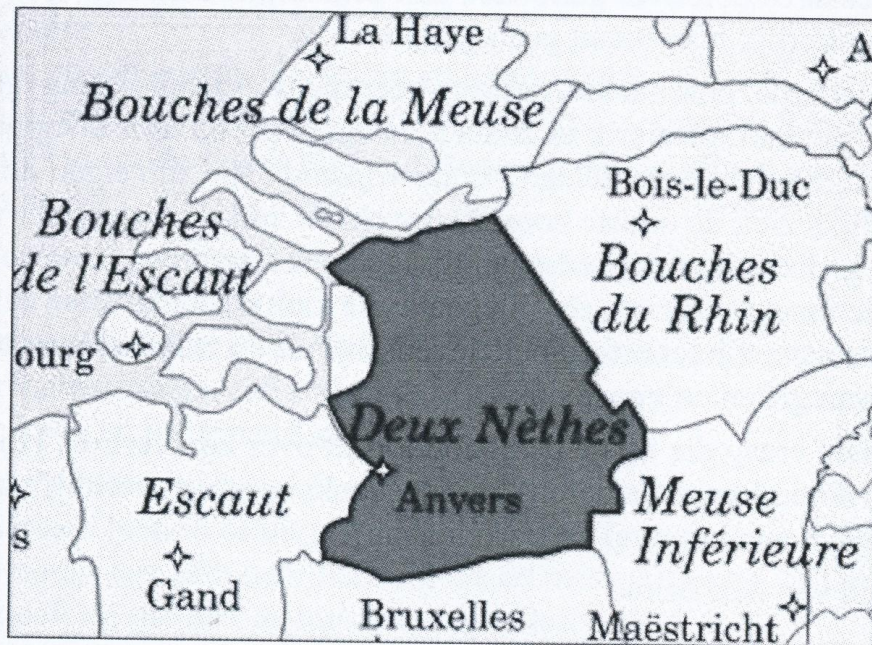 La Haye
A
Bouches de la Meuse
Bois-le-Duc
Bouches
de l'Escaut
Bouches
du Rhin
ourg
Deux Nèthes
Anvers
Escaut
Meuse
Inférieure
s
Gand
Bruxelles
Maëstricht